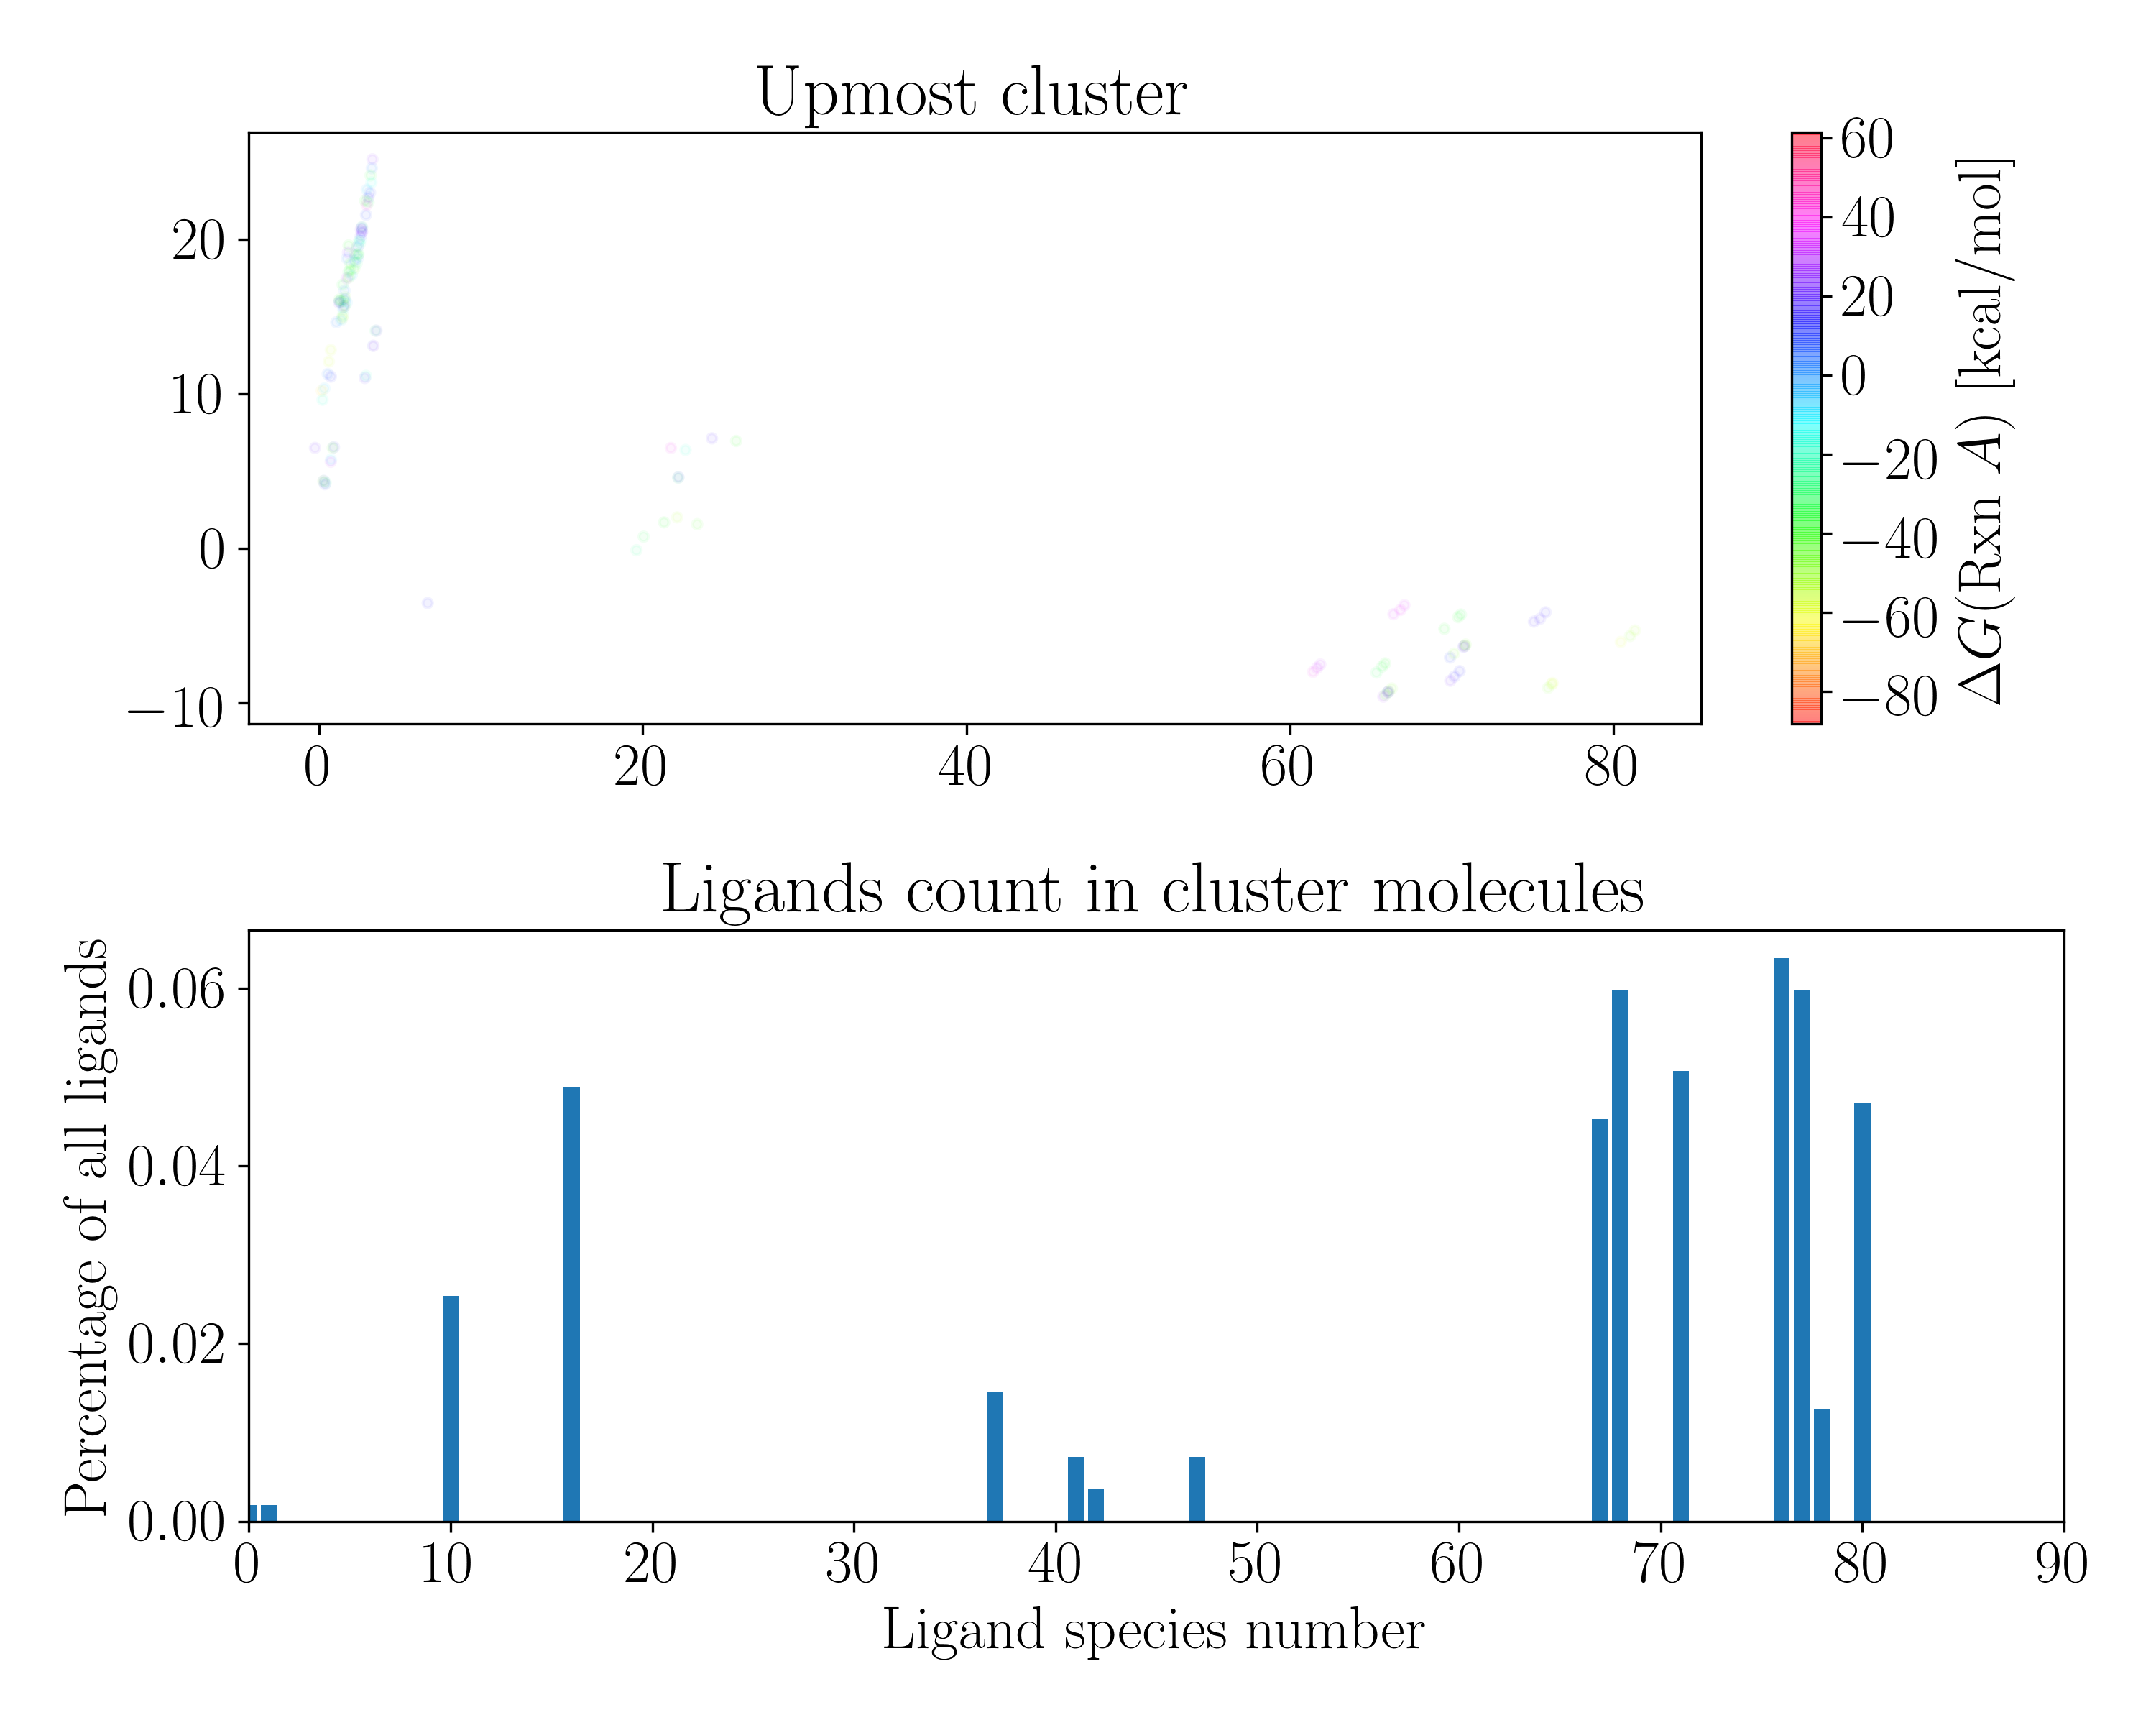 Upmost cluster
20
10
0
−10
0 20 40 60 80
60
40
20
0
−20
−40
−60
−80
ΔG(Rxn A) [kcal/mol]
Ligands count in cluster molecules
Percentage of all ligands
0.06
0.04
0.02
0.00
0 10 20 30 40 50 60 70 80 90
Ligand species number